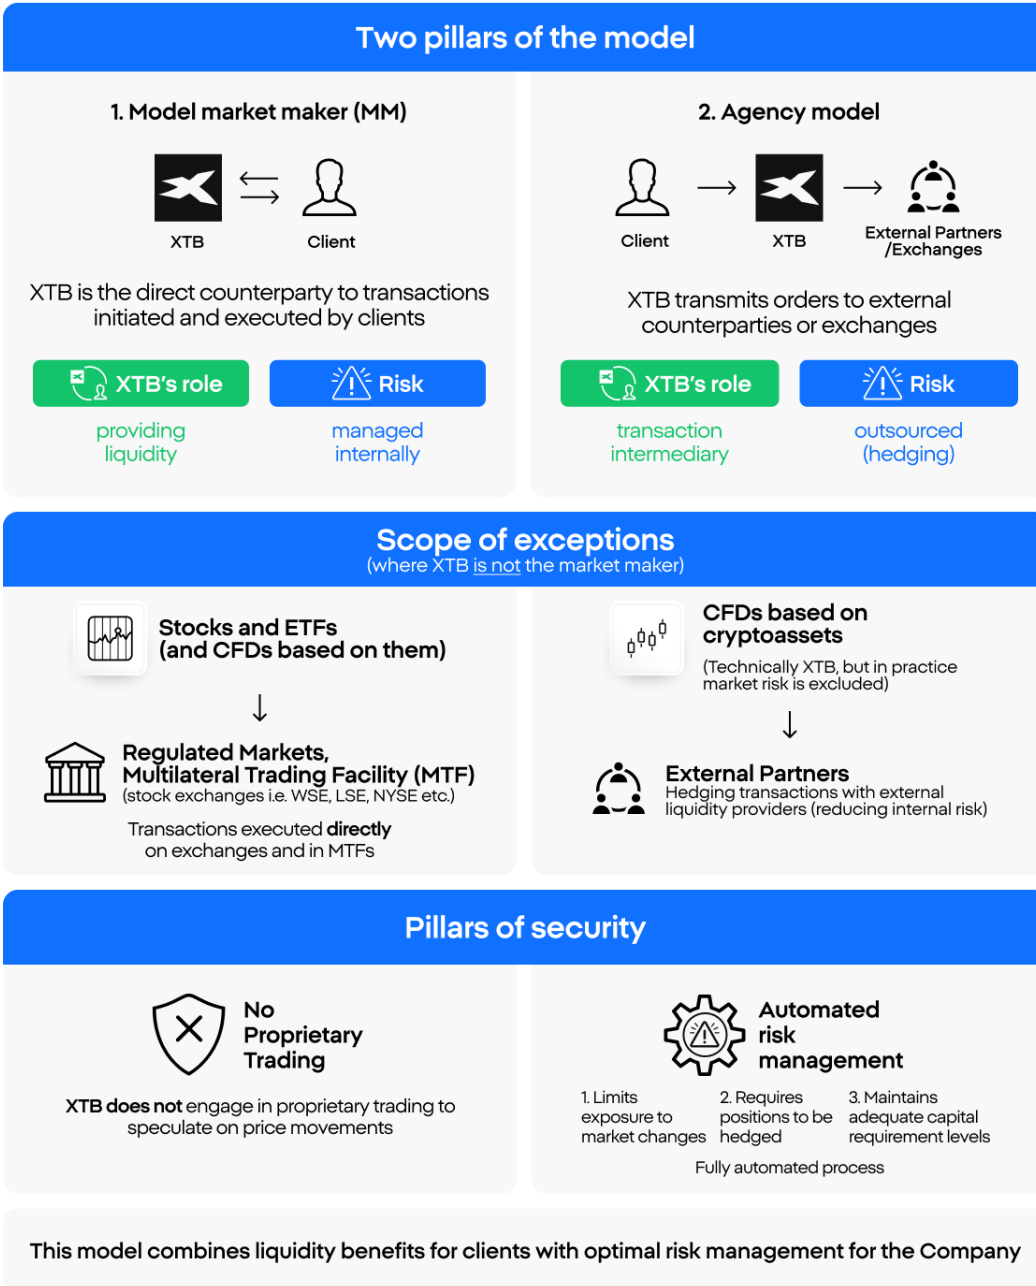 Two pillars of the model
1. Model market maker (MM)
XTB
Client
XTB is the direct counterparty to transactions
initiated and executed by clients
XTB's role
Risk
providing
liquidity
managed
internally
2. Agency model
Client
XTB
External Partners
/Exchanges
XTB transmits orders to external
counterparties or exchanges
XTB's role
Risk
transaction
intermediary
outsourced
(hedging)
Scope of exceptions
(where XTB is not the market maker)
Stocks and ETFs
(and CFDs based on them)
Regulated Markets,
Multilateral Trading Facility (MTF)
(stock exchanges i.e. WSE, LSE, NYSE etc.)
Transactions executed directly
on exchanges and in MTFs
CFDs based on
cryptoassets
(Technically XTB, but in practice
market risk is excluded)
External Partners
Hedging transactions with external
liquidity providers (reducing internal risk)
Pillars of security
No
Proprietary
Trading
XTB does not engage in proprietary trading to
speculate on price movements
Automated
risk
management
1. Limits
exposure to
market changes
2. Requires
positions to be
hedged
3. Maintains
adequate capital
requirement levels
Fully automated process
This model combines liquidity benefits for clients with optimal risk management for the Company